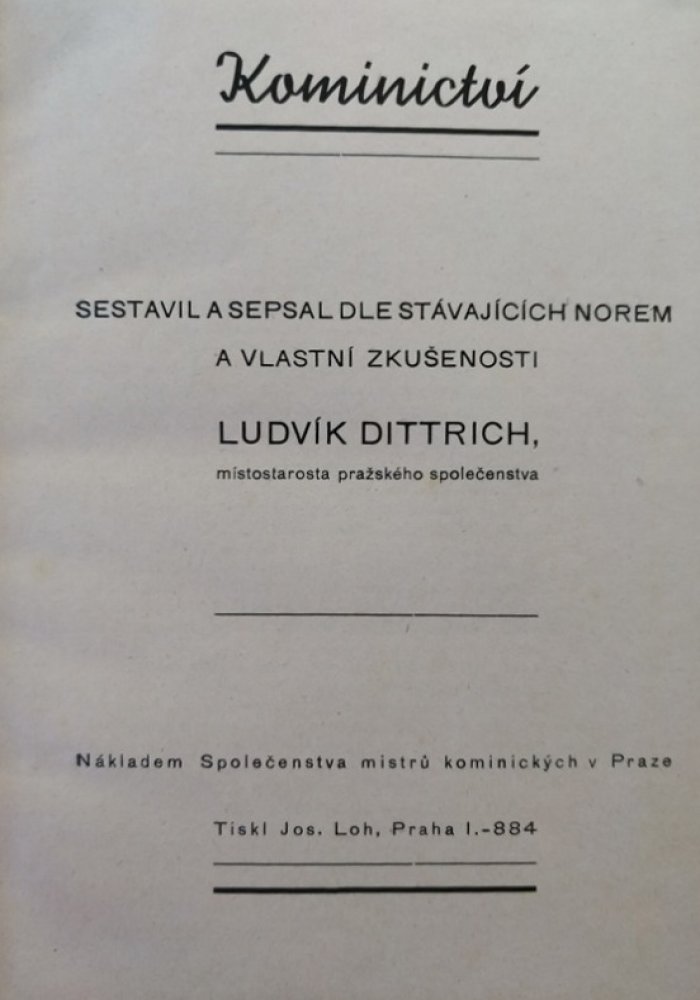 Kominictví
SESTAVIL A SEPSAL DLE STÁVAJÍCÍCH NOREM
A VLASTNÍ ZKUŠENOSTI
LUDVÍK DITTRICH,
místostarosta pražského společenstva
Nákladem Společenstva mistrů kominických v Praze
Tiskl Jos. Loh, Praha I.-884